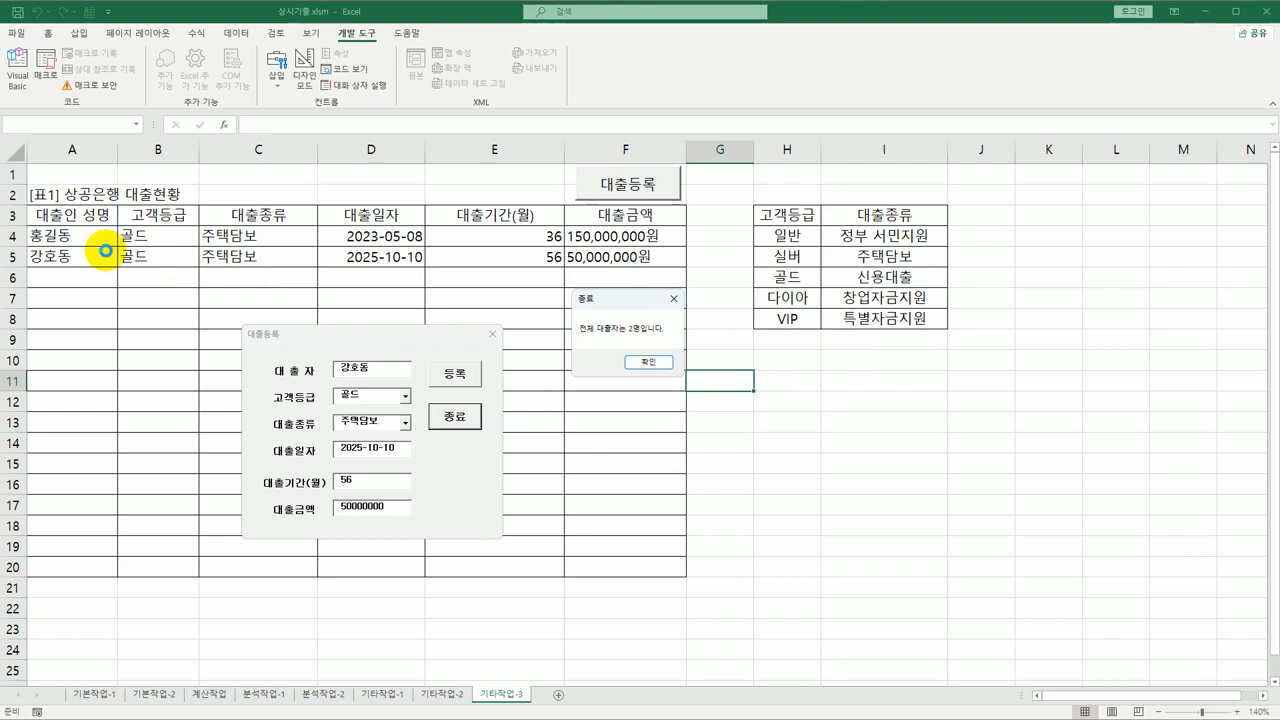 상시기출.xlsm - Excel
검색
로그인
파일 홈 삽입 페이지 레이아웃 수식 데이터 검토 보기 개발 도구 도움말
공유
Visual Basic
매크로
매크로 기록
상대 참조로 기록
매크로 보안
코드
추가 기능
Excel 추가 기능
COM 추가 기능
추가 기능
삽입
디자인 모드
속성
코드 보기
대화 상자 실행
컨트롤
원본
맵 속성
확장 팩
데이터 새로 고침
가져오기
내보내기
XML
fx
A B C D E F G H I J K L M N
1 대출등록
2 [표1] 상공은행 대출현황
3 대출인 성명 고객등급 대출종류 대출일자 대출기간(월) 대출금액 고객등급 대출종류
4 홍길동 골드 주택담보 2023-05-08 36 150,000,000원 일반 정부 서민지원
5 강호동 골드 주택담보 2025-10-10 56 50,000,000원 실버 주택담보
6 골드 신용대출
7 다이아 창업자금지원
8 VIP 특별자금지원
9
10
11
12
13
14
15
16
17
18
19
20
21
22
23
24
25
종료
전체 대출자는 2명입니다.
확인
대출등록
대 출 자 강호동 등록
고객등급 골드
종료
대출종류 주택담보
대출일자 2025-10-10
대출기간(월) 56
대출금액 50000000
기본작업-1 기본작업-2 계산작업 분석작업-1 분석작업-2 기타작업-1 기타작업-2 기타작업-3
준비
140%